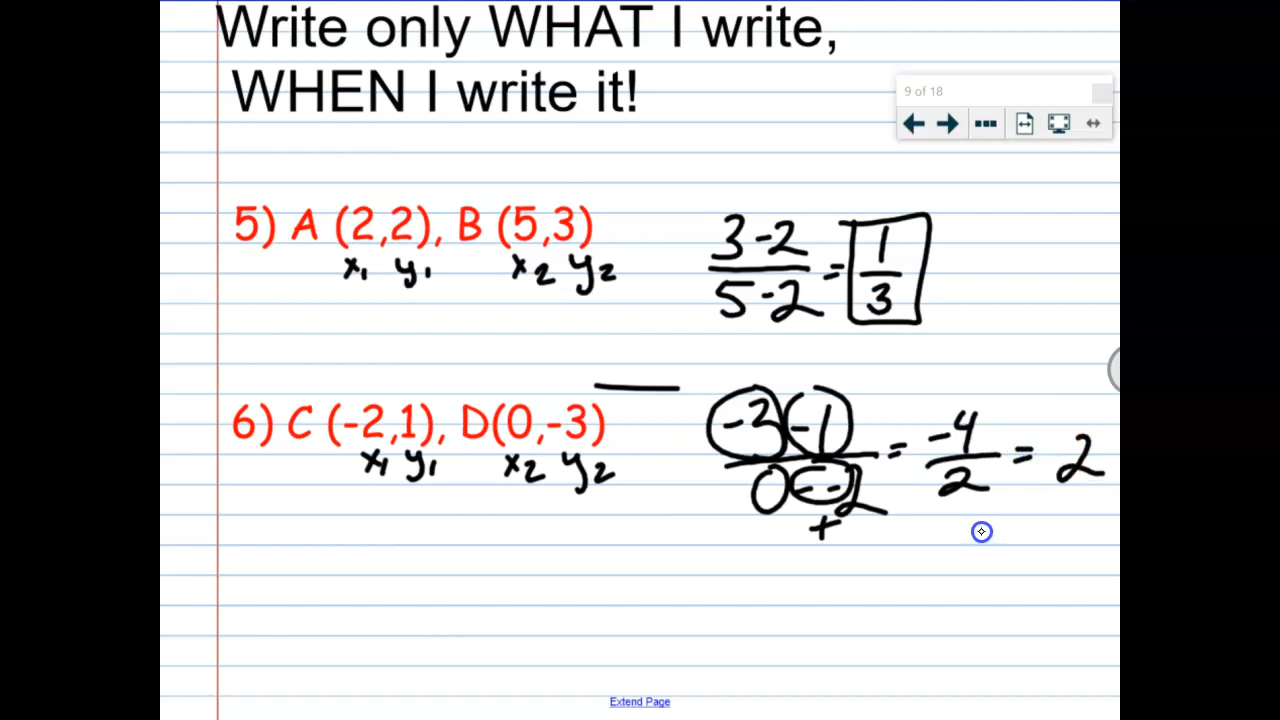 Write only WHAT I write,
WHEN I write it!
9 of 18
5) A (2,2), B (5,3)
x₁ y₁ x₂ y₂
3-2
5-2
=
1
3
6) C (-2,1), D(0,-3)
x₁ y₁ x₂ y₂
-3 -1
0 - -2
+
=
-4
2
= 2
Extend Page